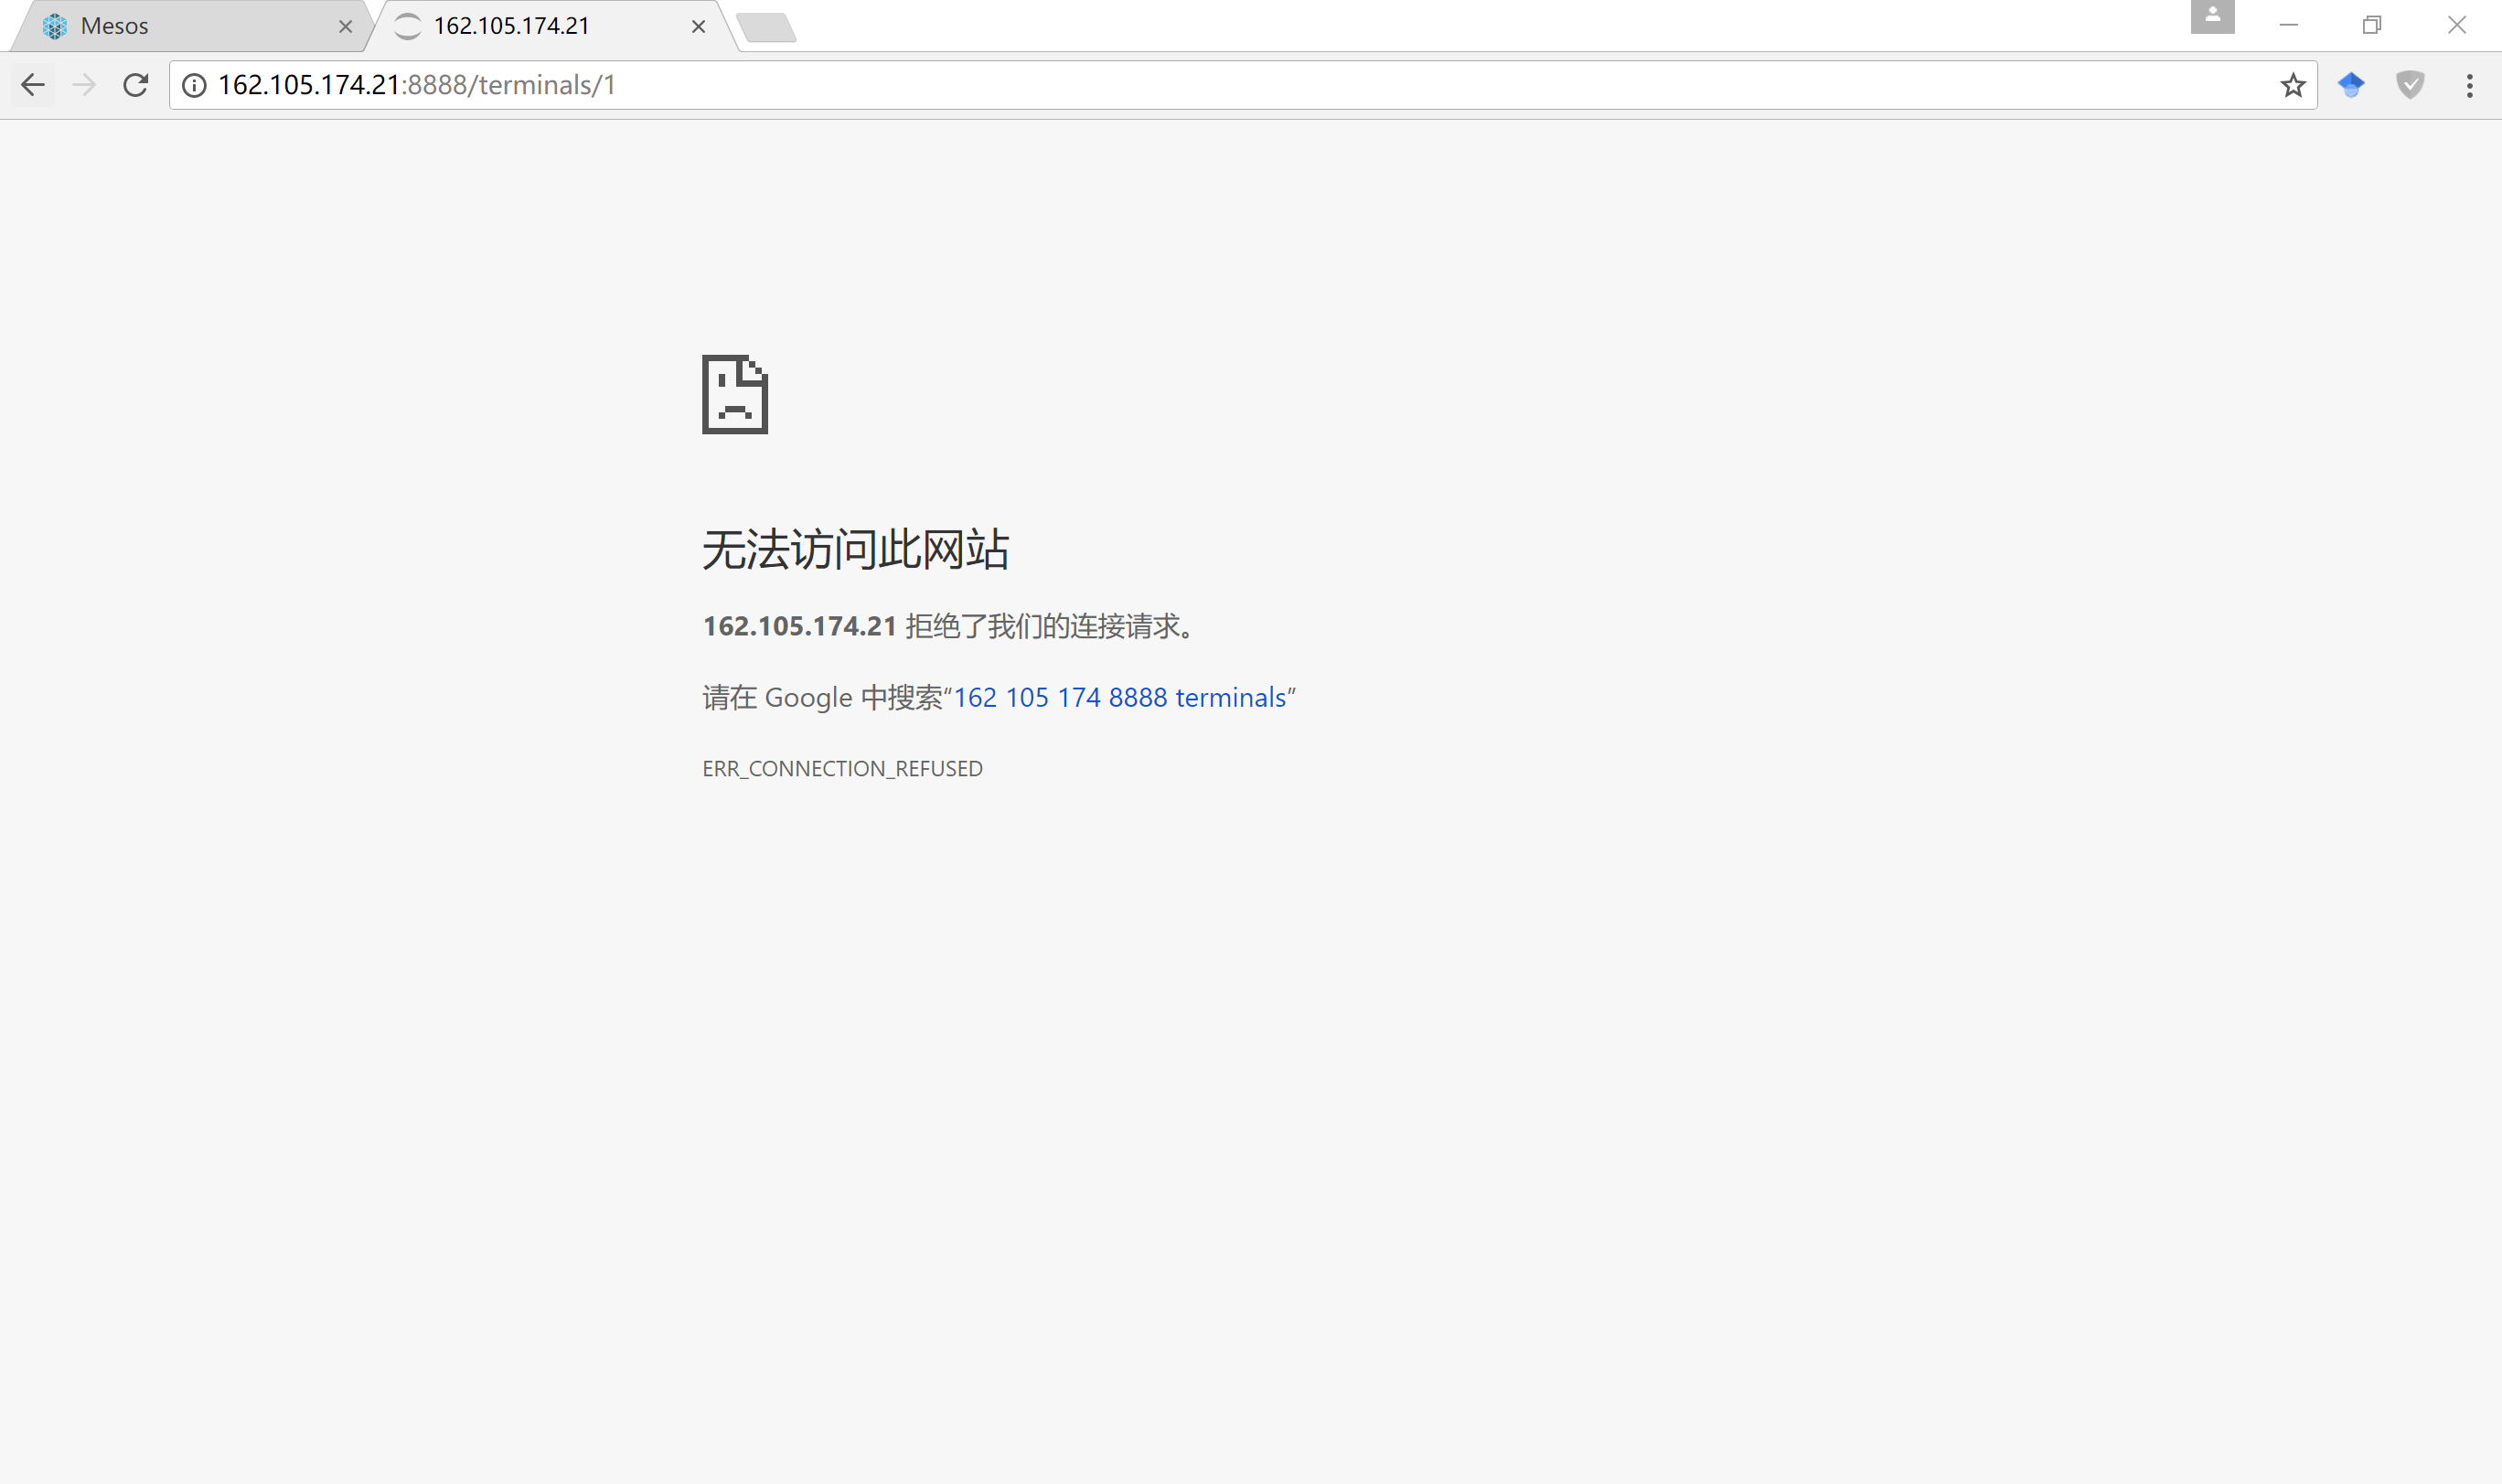 Mesos
162.105.174.21
162.105.174.21:8888/terminals/1
无法访问此网站
162.105.174.21 拒绝了我们的连接请求。
请在 Google 中搜索“162 105 174 8888 terminals”
ERR_CONNECTION_REFUSED